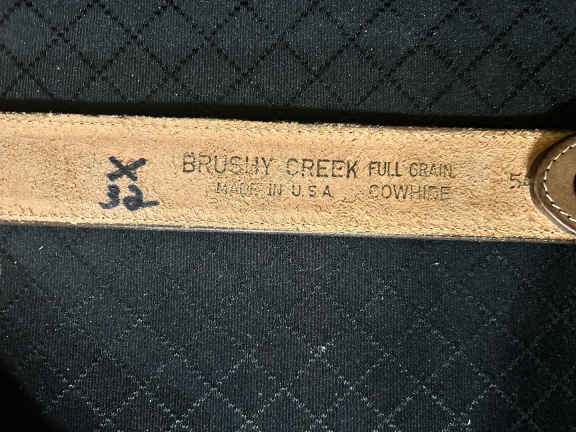 X
32
BRUSHY CREEK FULL GRAIN
MADE IN U.S.A. COWHIDE